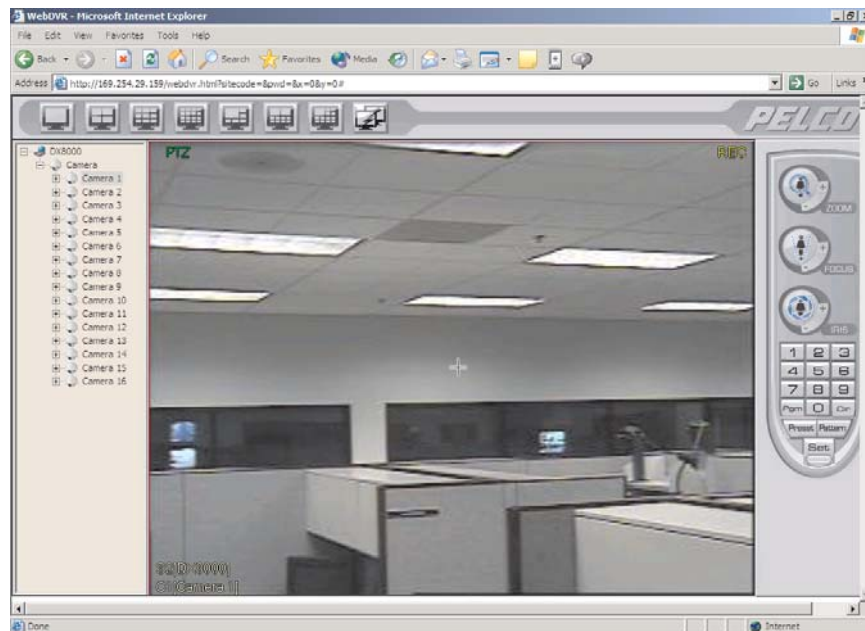 WebDVR - Microsoft Internet Explorer
File Edit View Favorites Tools Help
Back Search Favorites Media
Address http://169.254.29.159/webdvr.html?sitecode=&pwd=&x=0&y=0# Go Links
PELCO
DX8000
Camera
Camera 1
Camera 2
Camera 3
Camera 4
Camera 5
Camera 6
Camera 7
Camera 8
Camera 9
Camera 10
Camera 11
Camera 12
Camera 13
Camera 14
Camera 15
Camera 16
PTZ REC
S:[DX8000]
C:[Camera 1]
ZOOM
FOCUS
IRIS
1 2 3
4 5 6
7 8 9
Pgm 0 Clr
Preset Pattern
Set
Done Internet